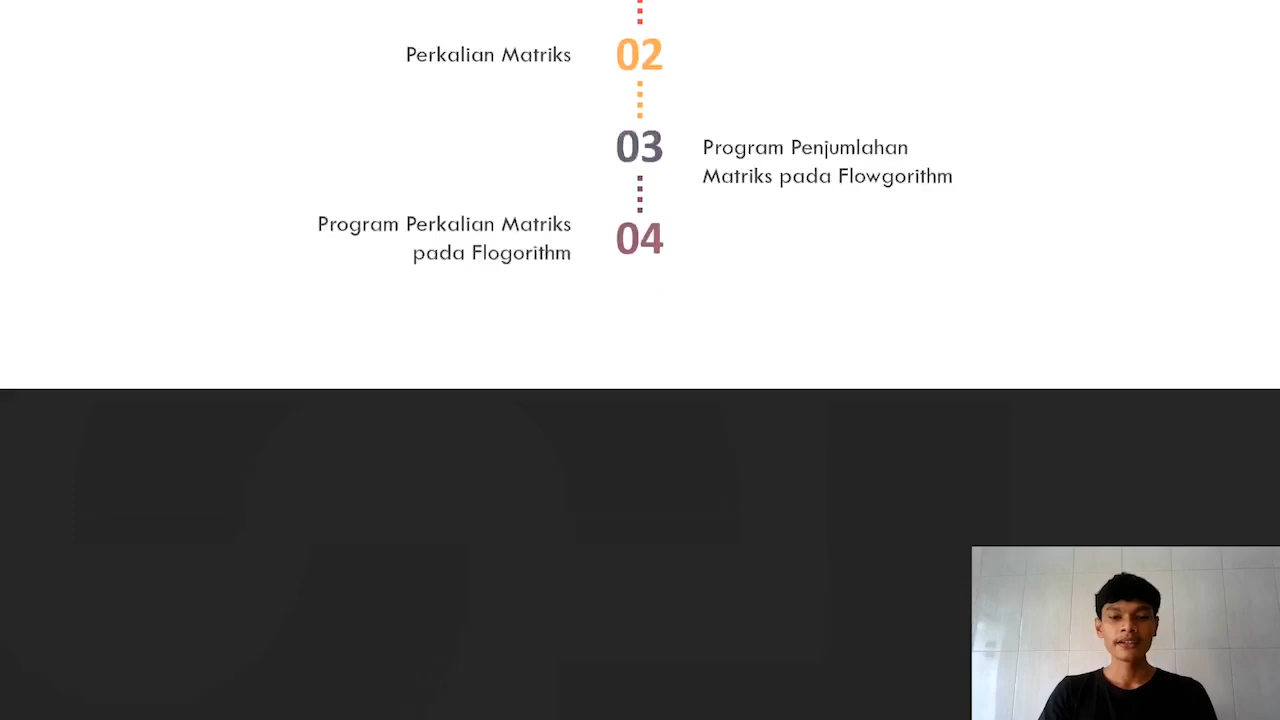 Perkalian Matriks
02
03
Program Penjumlahan
Matriks pada Flowgorithm
Program Perkalian Matriks
pada Flogorithm
04